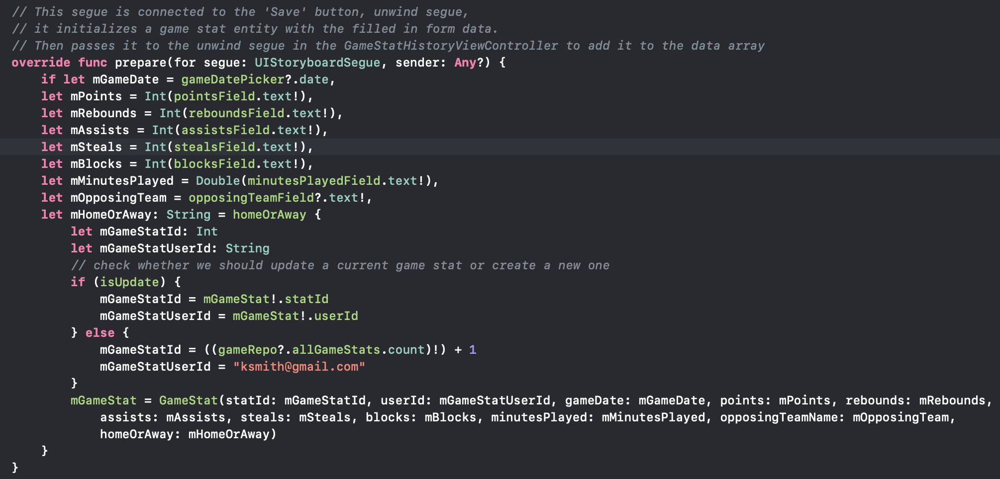 // This segue is connected to the 'Save' button, unwind segue,
// it initializes a game stat entity with the filled in form data.
// Then passes it to the unwind segue in the GameStatHistoryViewController to add it to the data array
override func prepare(for segue: UIStoryboardSegue, sender: Any?) {
    if let mGameDate = gameDatePicker?.date,
    let mPoints = Int(pointsField.text!),
    let mRebounds = Int(reboundsField.text!),
    let mAssists = Int(assistsField.text!),
    let mSteals = Int(stealsField.text!),
    let mBlocks = Int(blocksField.text!),
    let mMinutesPlayed = Double(minutesPlayedField.text!),
    let mOpposingTeam = opposingTeamField?.text!,
    let mHomeOrAway: String = homeOrAway {
        let mGameStatId: Int
        let mGameStatUserId: String
        // check whether we should update a current game stat or create a new one
        if (isUpdate) {
            mGameStatId = mGameStat!.statId
            mGameStatUserId = mGameStat!.userId
        } else {
            mGameStatId = ((gameRepo?.allGameStats.count)!) + 1
            mGameStatUserId = "ksmith@gmail.com"
        }
        mGameStat = GameStat(statId: mGameStatId, userId: mGameStatUserId, gameDate: mGameDate, points: mPoints, rebounds: mRebounds,
            assists: mAssists, steals: mSteals, blocks: mBlocks, minutesPlayed: mMinutesPlayed, opposingTeamName: mOpposingTeam,
            homeOrAway: mHomeOrAway)
    }
}